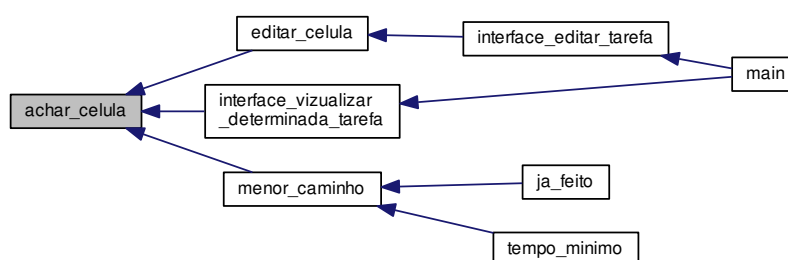 editar_celula
interface_editar_tarefa
main
achar_celula
interface_vizualizar
_determinada_tarefa
menor_caminho
ja_feito
tempo_minimo